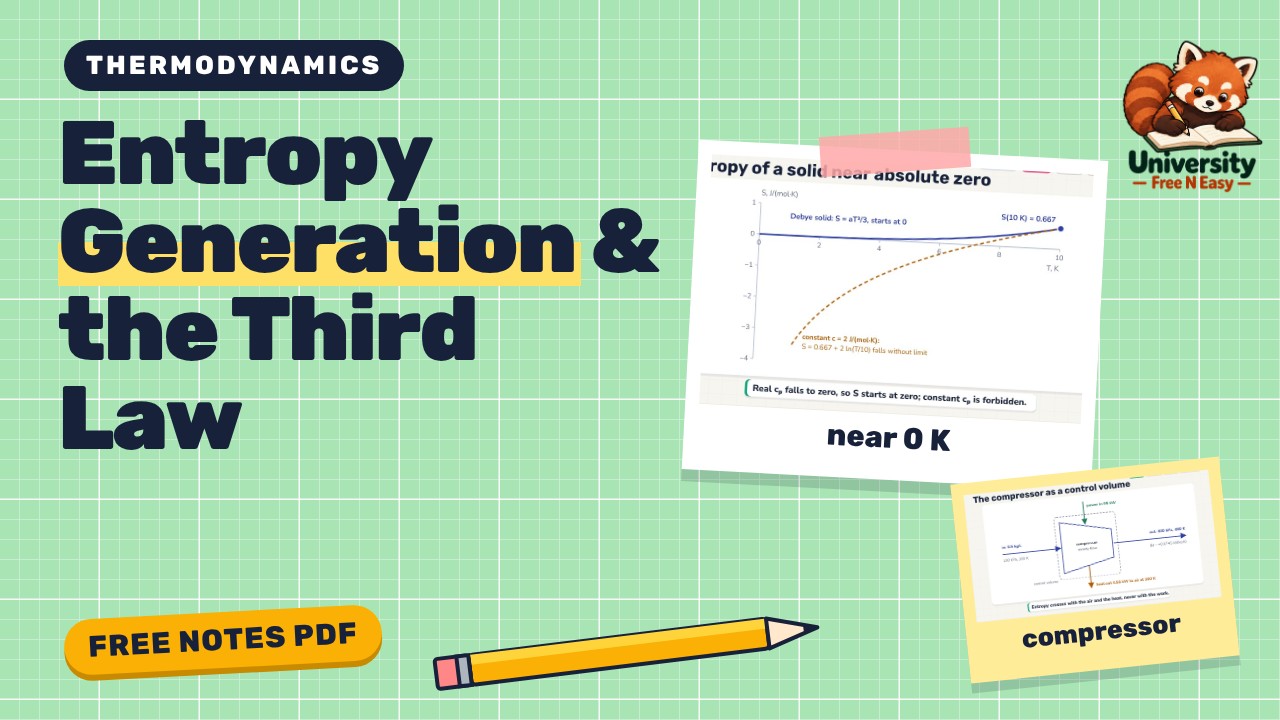 THERMODYNAMICS
Entropy
Generation &
the Third
Law
FREE NOTES PDF
University
Free N Easy
ropy of a solid near absolute zero
S, J/(mol·K)
Debye solid: S = aT³/3, starts at 0
S(10 K) = 0.667
1
0
−1
−2
−3
−4
0 2 4 6 8 10
T, K
constant c = 2 J/(mol·K):
S = 0.667 + 2 ln(T/10) falls without limit
Real cₚ falls to zero, so S starts at zero; constant cₚ is forbidden.
near 0 K
The compressor as a control volume
compressor
Entropy crosses with the air and the heat, never with the work.
compressor